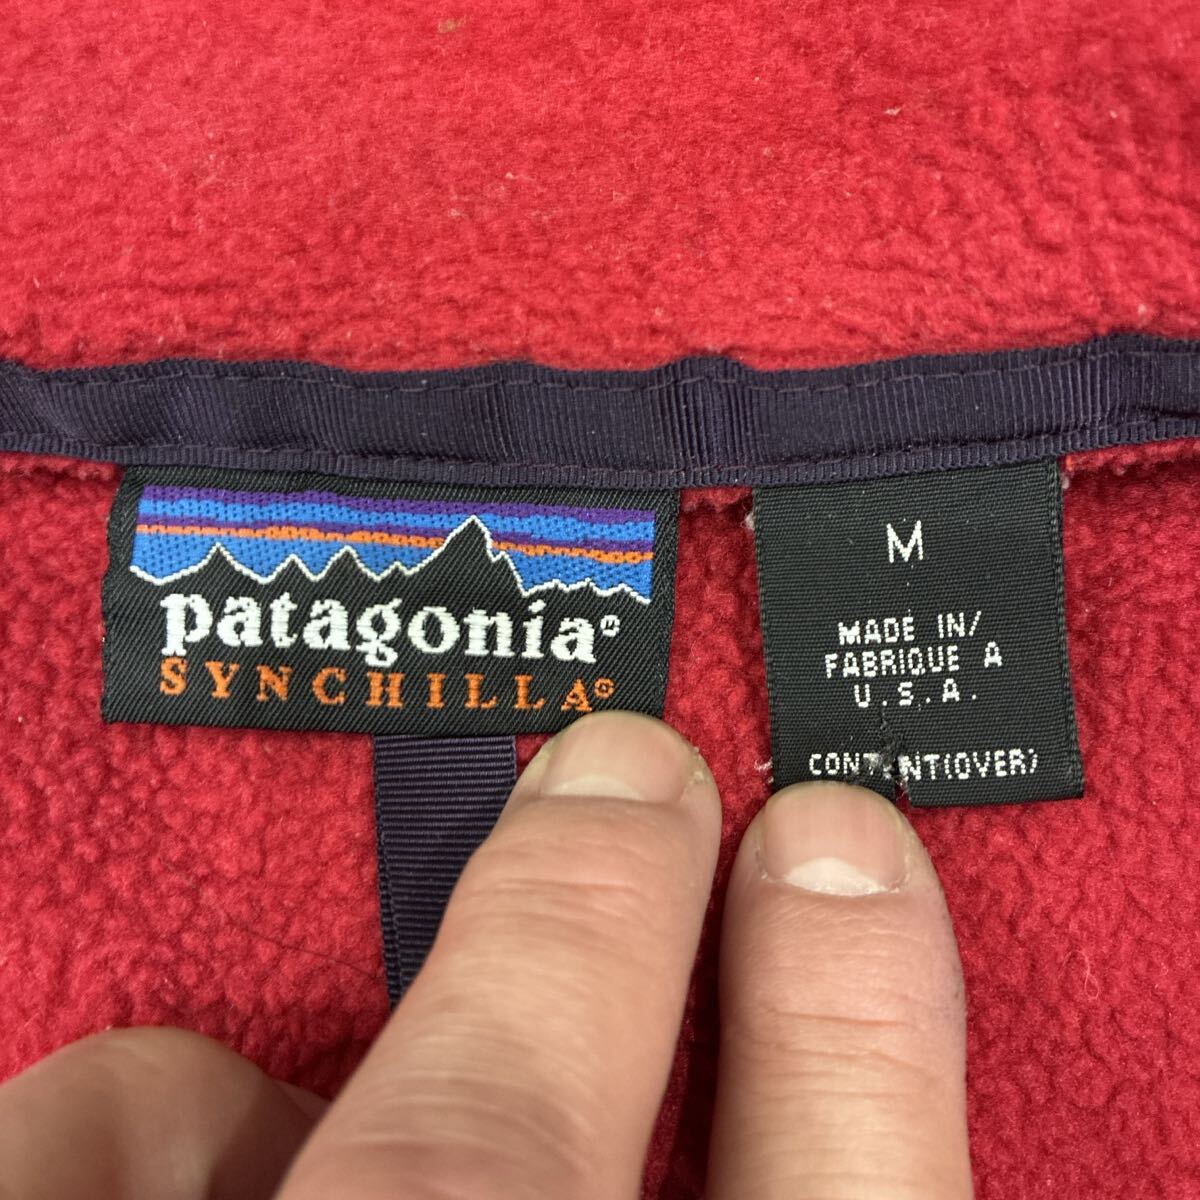 patagonia®
SYNCHILLA®
M
MADE IN/
FABRIQUE A
U.S.A.
CONTENT(OVER)